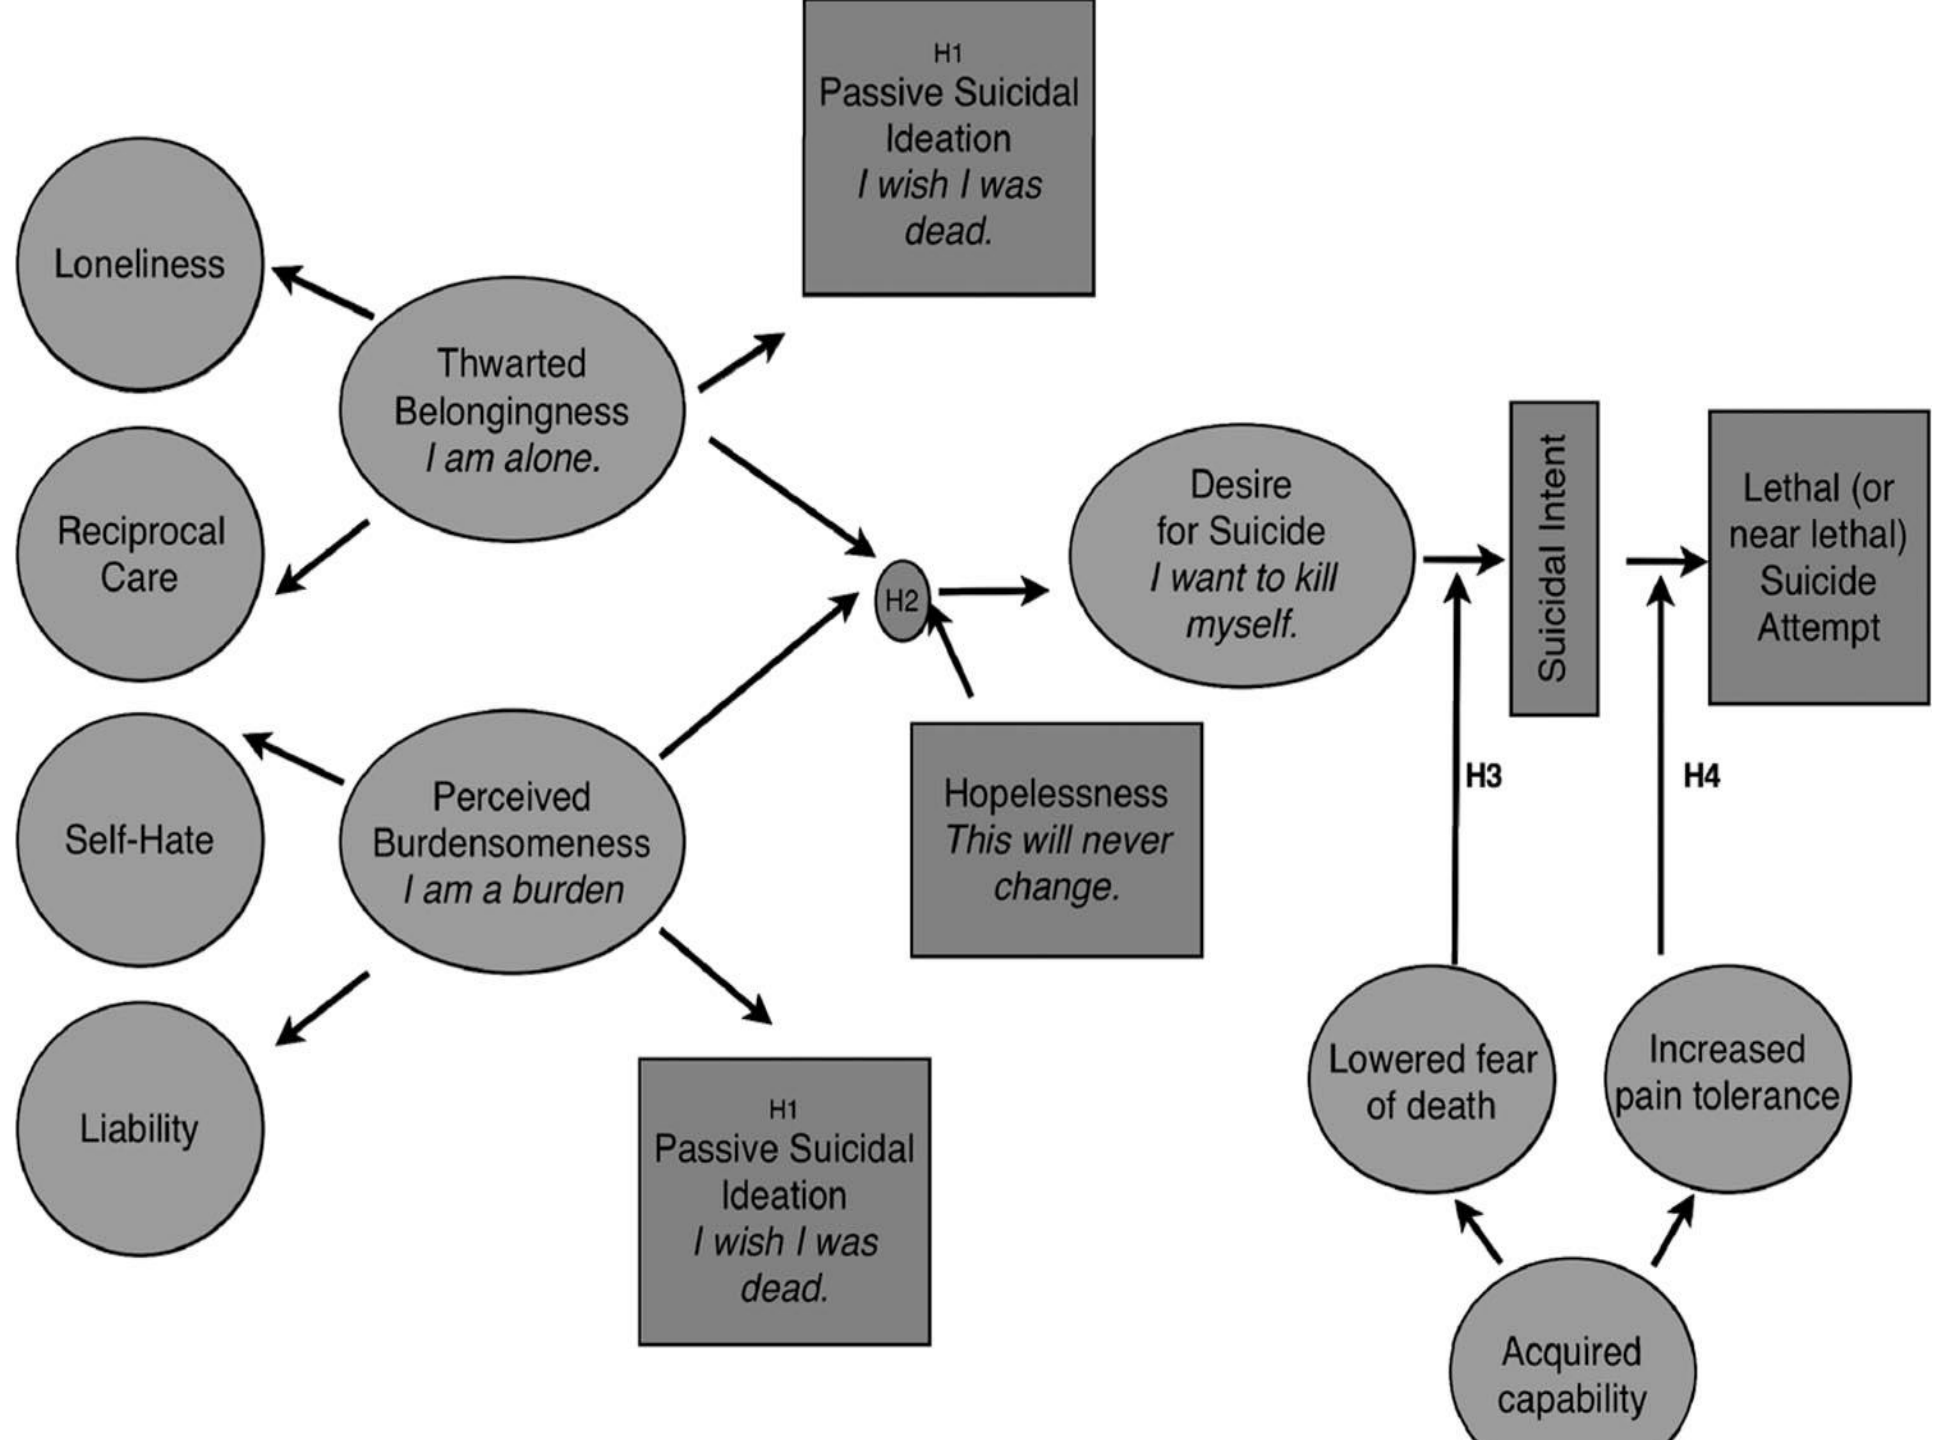 H1
Passive Suicidal
Ideation
I wish I was
dead.
Loneliness
Thwarted
Belongingness
I am alone.
Reciprocal
Care
H2
Desire
for Suicide
I want to kill
myself.
Suicidal Intent
Lethal (or
near lethal)
Suicide
Attempt
Self-Hate
Perceived
Burdensomeness
I am a burden
Hopelessness
This will never
change.
H3
H4
Liability
H1
Passive Suicidal
Ideation
I wish I was
dead.
Lowered fear
of death
Increased
pain tolerance
Acquired
capability